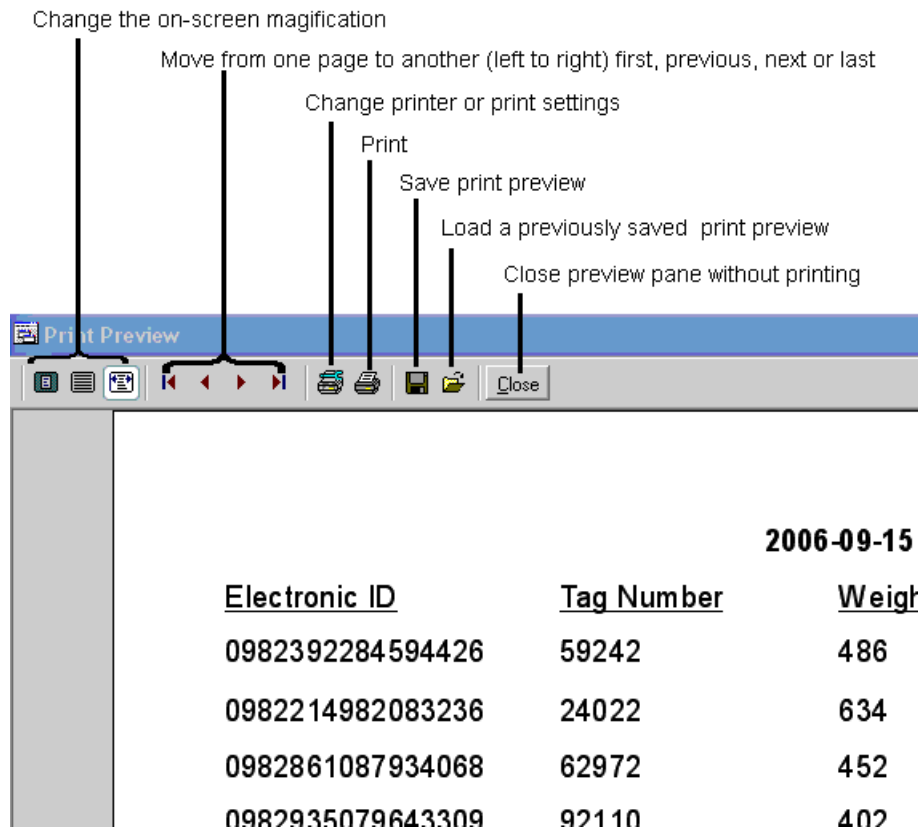 Change the on-screen magification
Move from one page to another (left to right) first, previous, next or last
Change printer or print settings
Print
Save print preview
Load a previously saved print preview
Close preview pane without printing
Print Preview
Close
2006-09-15
Electronic ID Tag Number Weigh
0982392284594426 59242 486
0982214982083236 24022 634
0982861087934068 62972 452
0982935079643309 92110 402